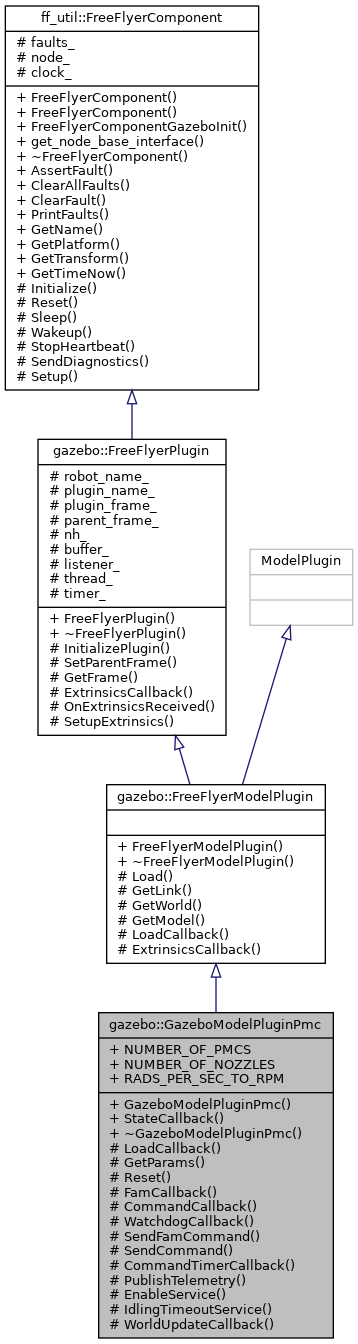 ff_util::FreeFlyerComponent
# faults_
# node_
# clock_
+ FreeFlyerComponent()
+ FreeFlyerComponent()
+ FreeFlyerComponentGazeboInit()
+ get_node_base_interface()
+ ~FreeFlyerComponent()
+ AssertFault()
+ ClearAllFaults()
+ ClearFault()
+ PrintFaults()
+ GetName()
+ GetPlatform()
+ GetTransform()
+ GetTimeNow()
# Initialize()
# Reset()
# Sleep()
# Wakeup()
# StopHeartbeat()
# SendDiagnostics()
# Setup()
gazebo::FreeFlyerPlugin
# robot_name_
# plugin_name_
# plugin_frame_
# parent_frame_
# nh_
# buffer_
# listener_
# thread_
# timer_
+ FreeFlyerPlugin()
+ ~FreeFlyerPlugin()
# InitializePlugin()
# SetParentFrame()
# GetFrame()
# ExtrinsicsCallback()
# OnExtrinsicsReceived()
# SetupExtrinsics()
ModelPlugin
gazebo::FreeFlyerModelPlugin
+ FreeFlyerModelPlugin()
+ ~FreeFlyerModelPlugin()
# Load()
# GetLink()
# GetWorld()
# GetModel()
# LoadCallback()
# ExtrinsicsCallback()
gazebo::GazeboModelPluginPmc
+ NUMBER_OF_PMCS
+ NUMBER_OF_NOZZLES
+ RADS_PER_SEC_TO_RPM
+ GazeboModelPluginPmc()
+ StateCallback()
+ ~GazeboModelPluginPmc()
# LoadCallback()
# GetParams()
# Reset()
# FamCallback()
# CommandCallback()
# WatchdogCallback()
# SendFamCommand()
# SendCommand()
# CommandTimerCallback()
# PublishTelemetry()
# EnableService()
# IdlingTimeoutService()
# WorldUpdateCallback()